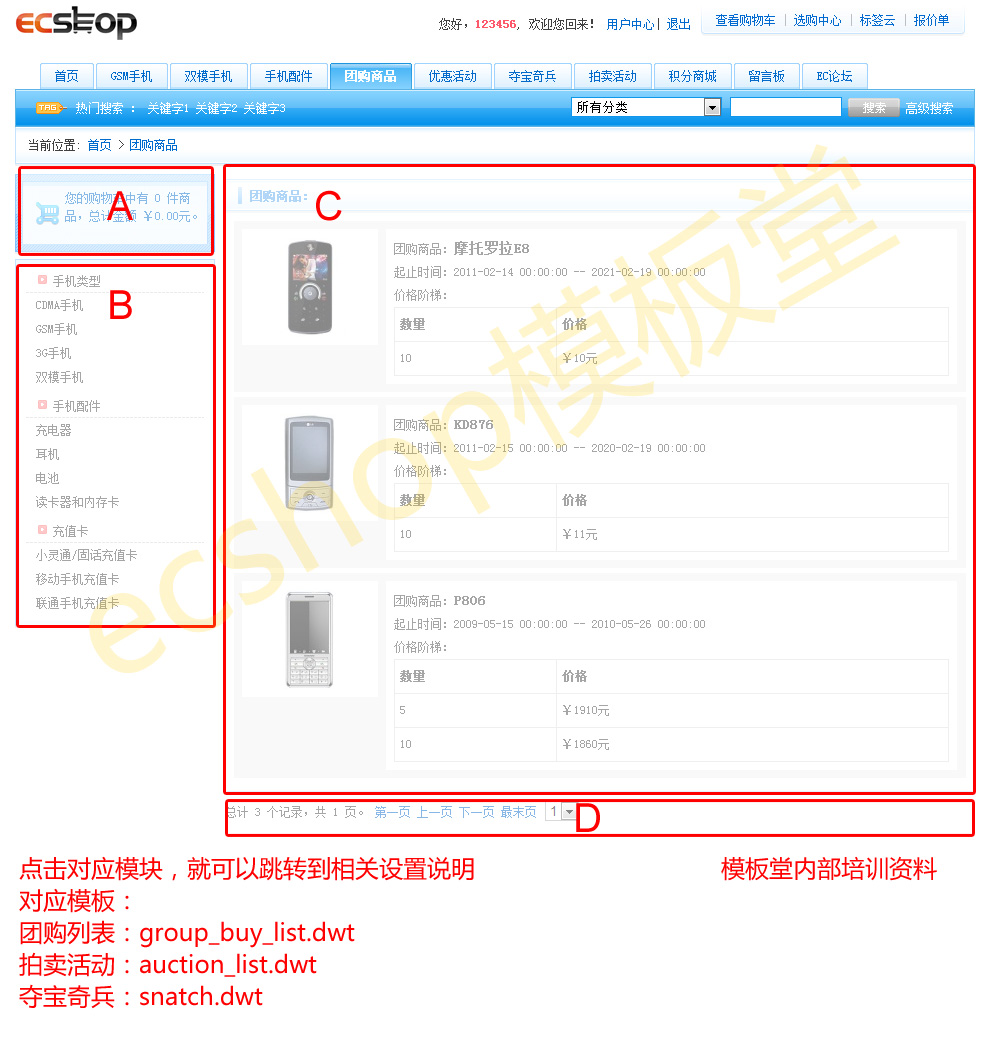 ecshop
您好，123456, 欢迎您回来！ 用户中心| 退出
查看购物车 | 选购中心 | 标签云 | 报价单
首页 GSM手机 双模手机 手机配件 团购商品 优惠活动 夺宝奇兵 拍卖活动 积分商城 留言板 EC论坛
TAG 热门搜索 ： 关键字1 关键字2 关键字3 所有分类 搜索 高级搜索
当前位置: 首页 > 团购商品
A
您的购物车中有 0 件商
品，总计金额 ￥0.00元。
B
手机类型
CDMA手机
GSM手机
3G手机
双模手机
手机配件
充电器
耳机
电池
读卡器和内存卡
充值卡
小灵通/固话充值卡
移动手机充值卡
联通手机充值卡
C
团购商品:
团购商品: 摩托罗拉E8
起止时间: 2011-02-14 00:00:00 -- 2021-02-19 00:00:00
价格阶梯:
数量 价格
10 ￥10元
团购商品: KD876
起止时间: 2011-02-15 00:00:00 -- 2020-02-19 00:00:00
价格阶梯:
数量 价格
10 ￥11元
团购商品: P806
起止时间: 2009-05-15 00:00:00 -- 2010-05-26 00:00:00
价格阶梯:
数量 价格
5 ￥1910元
10 ￥1860元
ecshop模板堂
总计 3 个记录，共 1 页。 第一页 上一页 下一页 最末页 1
D
点击对应模块，就可以跳转到相关设置说明 模板堂内部培训资料
对应模板：
团购列表：group_buy_list.dwt
拍卖活动：auction_list.dwt
夺宝奇兵：snatch.dwt